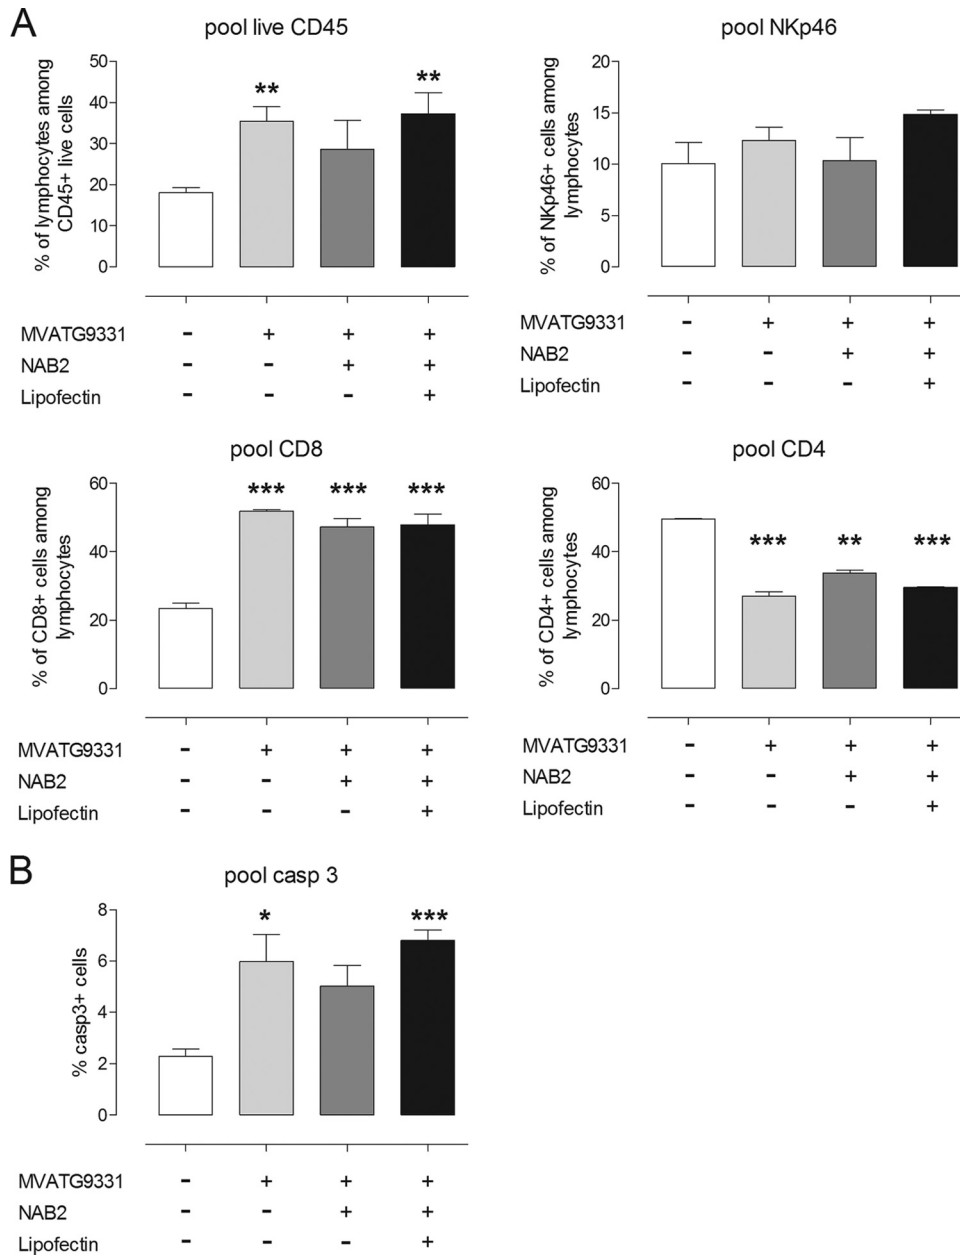 A
pool live CD45
% of lymphocytes among
CD45+ live cells
50
40
30
20
10
0
**
**
MVATG9331 - + + +
NAB2 - - + +
Lipofectin - - - +
pool NKp46
% of NKp46+ cells among
lymphocytes
20
15
10
5
0
MVATG9331 - + + +
NAB2 - - + +
Lipofectin - - - +
pool CD8
% of CD8+ cells among
lymphocytes
60
40
20
0
*** *** ***
MVATG9331 - + + +
NAB2 - - + +
Lipofectin - - - +
pool CD4
% of CD4+ cells among
lymphocytes
60
40
20
0
*** ** ***
MVATG9331 - + + +
NAB2 - - + +
Lipofectin - - - +
B
pool casp 3
% casp3+ cells
8
6
4
2
0
* ***
MVATG9331 - + + +
NAB2 - - + +
Lipofectin - - - +